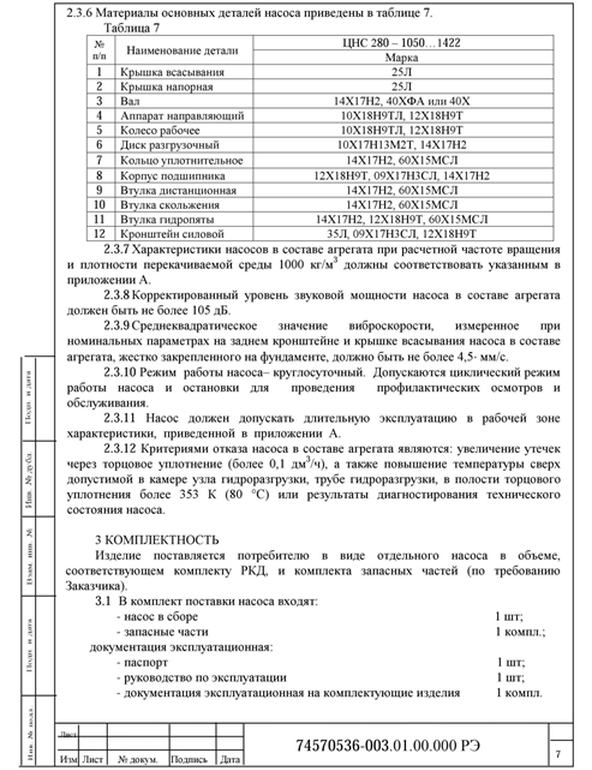 2.3.6 Материалы основных деталей насоса приведены в таблице 7.
Таблица 7
№ п/п Наименование детали ЦНС 280 – 1050…1422
Марка
1 Крышка всасывания 25Л
2 Крышка напорная 25Л
3 Вал 14Х17Н2, 40ХФА или 40Х
4 Аппарат направляющий 10Х18Н9ТЛ, 12Х18Н9Т
5 Колесо рабочее 10Х18Н9ТЛ, 12Х18Н9Т
6 Диск разгрузочный 10Х17Н13М2Т, 14Х17Н2
7 Кольцо уплотнительное 14Х17Н2, 60Х15МСЛ
8 Корпус подшипника 12Х18Н9Т, 09Х17Н3СЛ, 14Х17Н2
9 Втулка дистанционная 14Х17Н2, 60Х15МСЛ
10 Втулка скольжения 14Х17Н2, 60Х15МСЛ
11 Втулка гидропяты 14Х17Н2, 12Х18Н9Т, 60Х15МСЛ
12 Кронштейн силовой 35Л, 09Х17Н3СЛ, 12Х18Н9Т
2.3.7 Характеристики насосов в составе агрегата при расчетной частоте вращения
и плотности перекачиваемой среды 1000 кг/м³ должны соответствовать указанным в
приложении А.
2.3.8 Корректированный уровень звуковой мощности насоса в составе агрегата
должен быть не более 105 дБ.
2.3.9 Среднеквадратическое значение виброскорости, измеренное при
номинальных параметрах на заднем кронштейне и крышке всасывания насоса в составе
агрегата, жестко закрепленного на фундаменте, должно быть не более 4,5· мм/с.
2.3.10 Режим работы насоса– круглосуточный. Допускаются циклический режим
работы насоса и остановки для проведения профилактических осмотров и
обслуживания.
2.3.11 Насос должен допускать длительную эксплуатацию в рабочей зоне
характеристики, приведенной в приложении А.
2.3.12 Критериями отказа насоса в составе агрегата являются: увеличение утечек
через торцовое уплотнение (более 0,1 дм³/ч), а также повышение температуры сверх
допустимой в камере узла гидроразгрузки, трубе гидроразгрузки, в полости торцового
уплотнения более 353 К (80 °С) или результаты диагностирования технического
состояния насоса.
3 КОМПЛЕКТНОСТЬ
Изделие поставляется потребителю в виде отдельного насоса в объеме,
соответствующем комплекту РКД, и комплекта запасных частей (по требованию
Заказчика).
3.1 В комплект поставки насоса входят:
- насос в сборе 1 шт;
- запасные части 1 компл.;
документация эксплуатационная:
- паспорт 1 шт;
- руководство по эксплуатации 1 шт;
- документация эксплуатационная на комплектующие изделия 1 компл.
Подп и дата
Инв. № дубл.
Взам. инв. №
Подп и дата
Инв. № подл.
Лист
Изм Лист № докум. Подпись Дата
74570536-003.01.00.000 РЭ
7